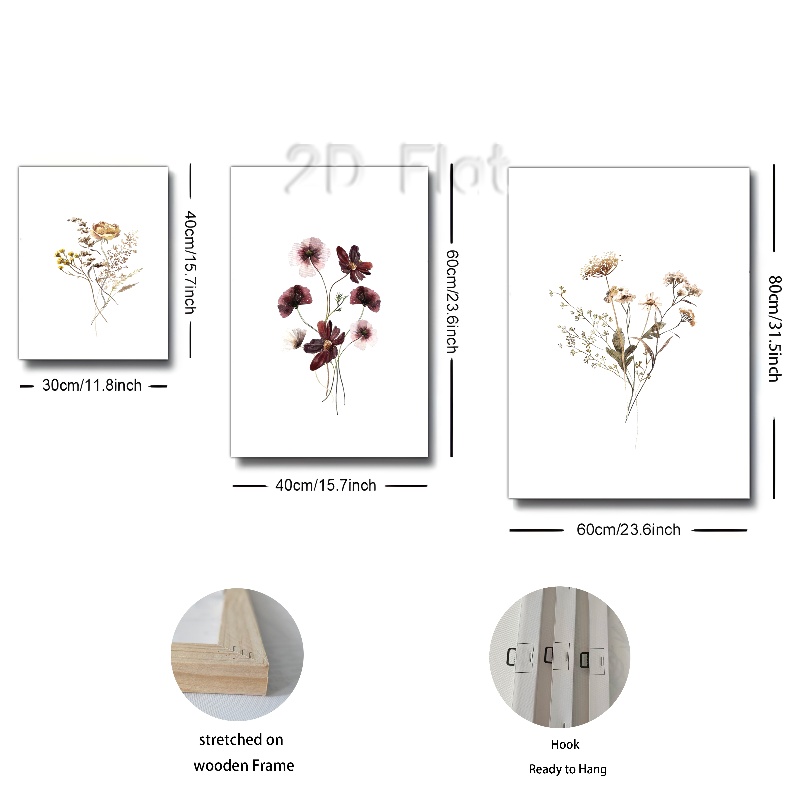 2D Flat
40cm/15.7inch
30cm/11.8inch
60cm/23.6inch
40cm/15.7inch
80cm/31.5inch
60cm/23.6inch
stretched on
wooden Frame
Hook
Ready to Hang